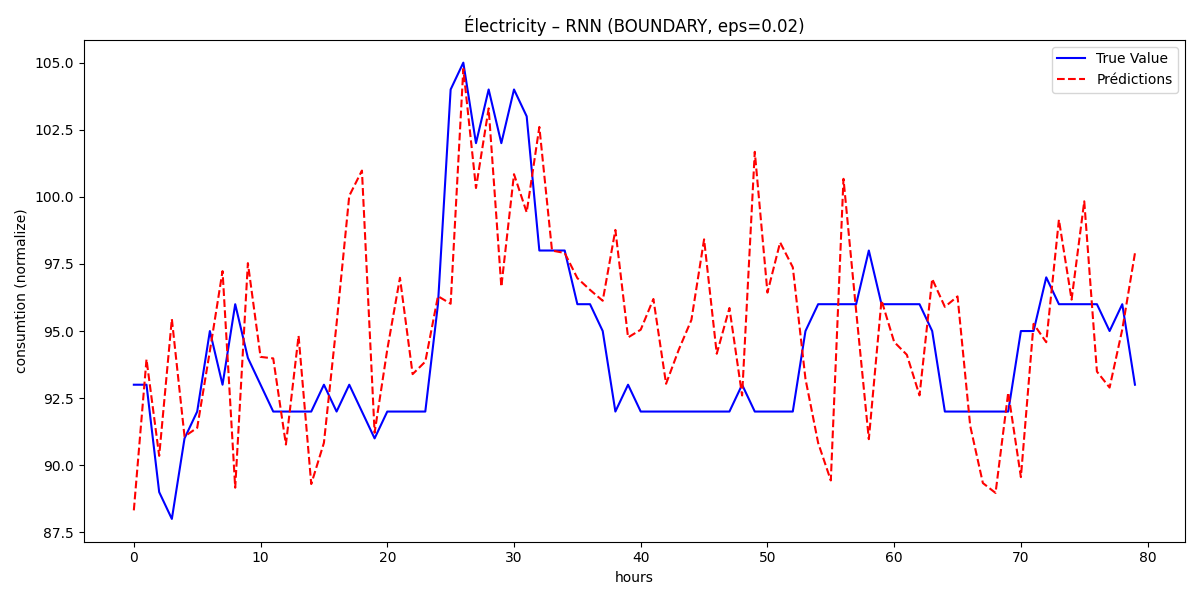 Électricity – RNN (BOUNDARY, eps=0.02)
True Value
Prédictions
consumtion (normalize)
105.0
102.5
100.0
97.5
95.0
92.5
90.0
87.5
0 10 20 30 40 50 60 70 80
hours